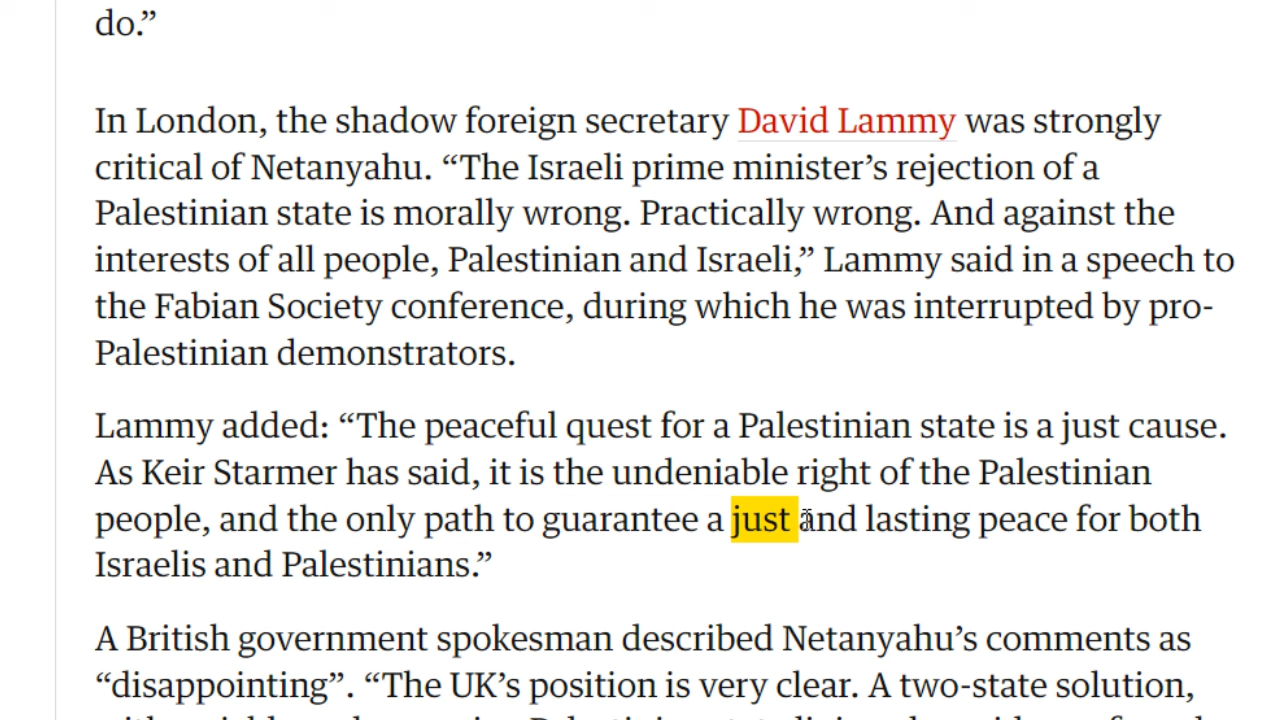 do.”
In London, the shadow foreign secretary David Lammy was strongly
critical of Netanyahu. “The Israeli prime minister’s rejection of a
Palestinian state is morally wrong. Practically wrong. And against the
interests of all people, Palestinian and Israeli,” Lammy said in a speech to
the Fabian Society conference, during which he was interrupted by pro-
Palestinian demonstrators.
Lammy added: “The peaceful quest for a Palestinian state is a just cause.
As Keir Starmer has said, it is the undeniable right of the Palestinian
people, and the only path to guarantee a just and lasting peace for both
Israelis and Palestinians.”
A British government spokesman described Netanyahu’s comments as
“disappointing”. “The UK’s position is very clear. A two-state solution,